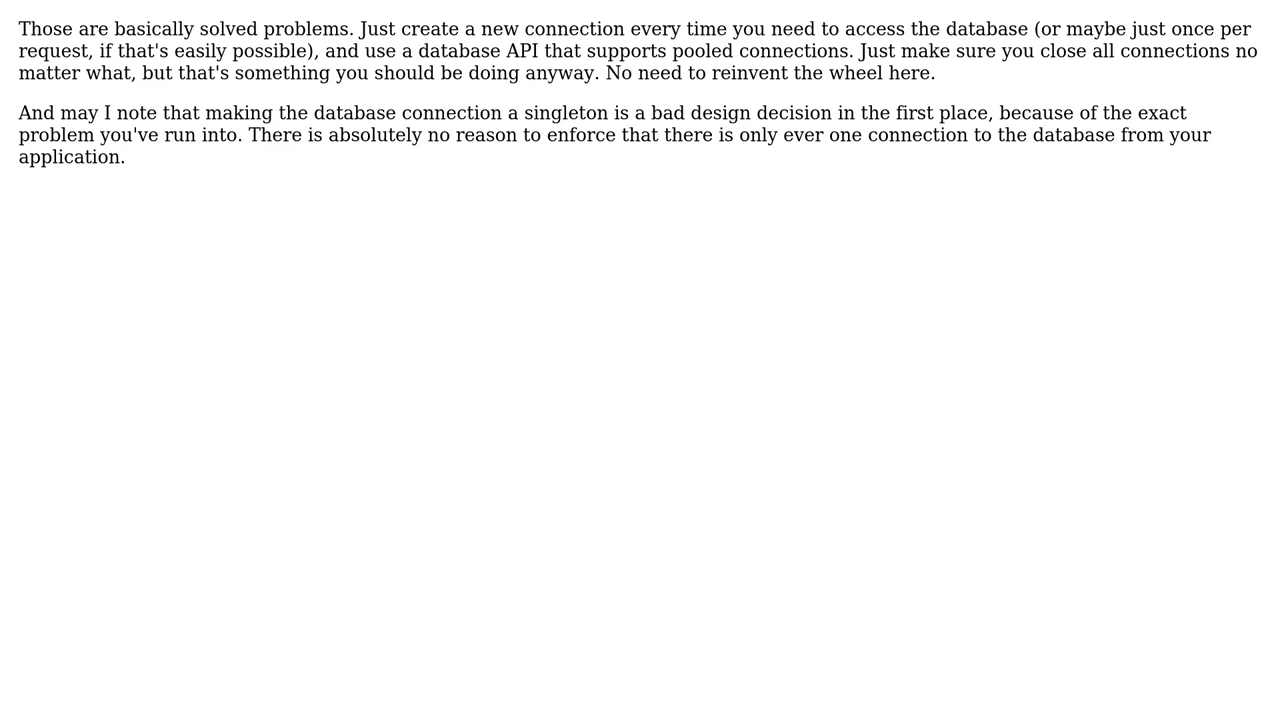 Those are basically solved problems. Just create a new connection every time you need to access the database (or maybe just once per
request, if that's easily possible), and use a database API that supports pooled connections. Just make sure you close all connections no
matter what, but that's something you should be doing anyway. No need to reinvent the wheel here.
And may I note that making the database connection a singleton is a bad design decision in the first place, because of the exact
problem you've run into. There is absolutely no reason to enforce that there is only ever one connection to the database from your
application.